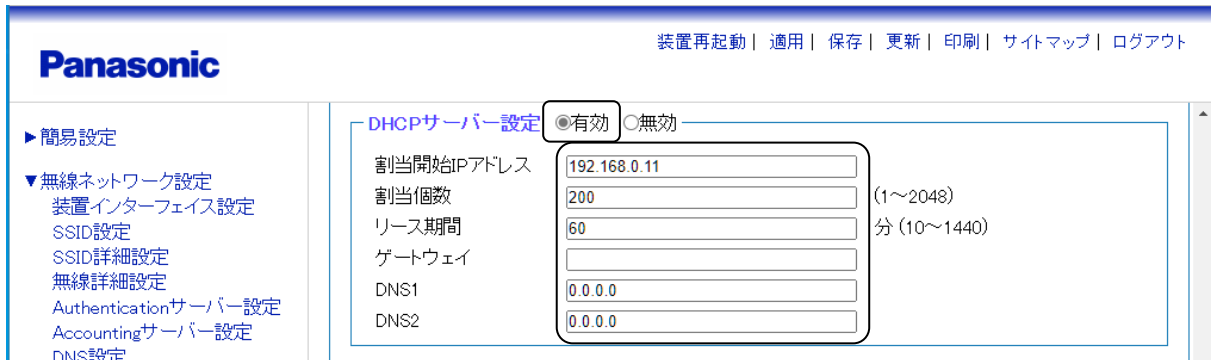 Panasonic
装置再起動| 適用| 保存| 更新| 印刷| サイトマップ| ログアウト
►簡易設定
▼無線ネットワーク設定
装置インターフェイス設定
SSID設定
SSID詳細設定
無線詳細設定
Authenticationサーバー設定
Accountingサーバー設定
DNS設定
DHCPサーバー設定 有効 無効
割当開始IPアドレス 192.168.0.11
割当個数 200 (1～2048)
リース期間 60 分 (10～1440)
ゲートウェイ
DNS1 0.0.0.0
DNS2 0.0.0.0